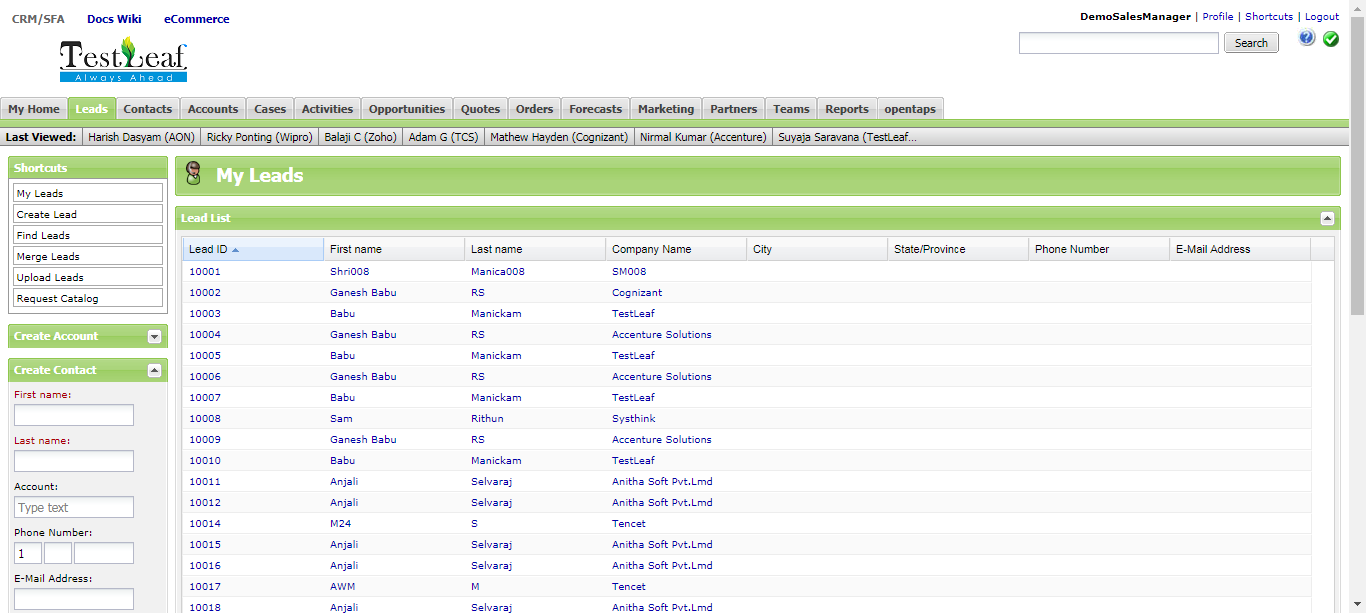 CRM/SFA Docs Wiki eCommerce
DemoSalesManager | Profile | Shortcuts | Logout
TestLeaf
Always Ahead
Search
?
My Home Leads Contacts Accounts Cases Activities Opportunities Quotes Orders Forecasts Marketing Partners Teams Reports opentaps
Last Viewed: Harish Dasyam (AON) Ricky Ponting (Wipro) Balaji C (Zoho) Adam G (TCS) Mathew Hayden (Cognizant) Nirmal Kumar (Accenture) Suyaja Saravana (TestLeaf...
Shortcuts
My Leads
Create Lead
Find Leads
Merge Leads
Upload Leads
Request Catalog
Create Account
Create Contact
First name:
Last name:
Account:
Type text
Phone Number:
1
E-Mail Address:
My Leads
Lead List
Lead ID First name Last name Company Name City State/Province Phone Number E-Mail Address
10001 Shri008 Manica008 SM008
10002 Ganesh Babu RS Cognizant
10003 Babu Manickam TestLeaf
10004 Ganesh Babu RS Accenture Solutions
10005 Babu Manickam TestLeaf
10006 Ganesh Babu RS Accenture Solutions
10007 Babu Manickam TestLeaf
10008 Sam Rithun Systhink
10009 Ganesh Babu RS Accenture Solutions
10010 Babu Manickam TestLeaf
10011 Anjali Selvaraj Anitha Soft Pvt.Lmd
10012 Anjali Selvaraj Anitha Soft Pvt.Lmd
10014 M24 S Tencet
10015 Anjali Selvaraj Anitha Soft Pvt.Lmd
10016 Anjali Selvaraj Anitha Soft Pvt.Lmd
10017 AWM M Tencet
10018 Anjali Selvaraj Anitha Soft Pvt.Lmd